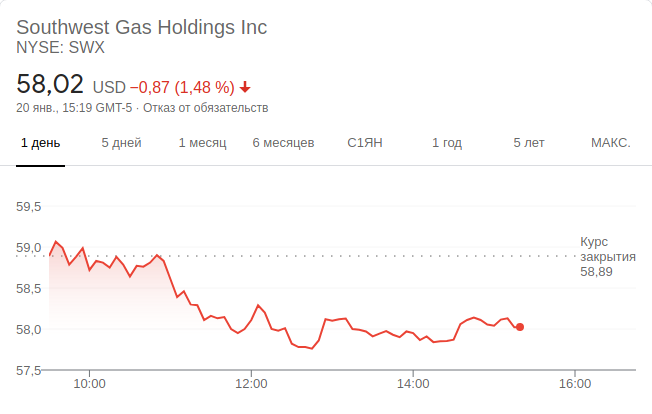 Southwest Gas Holdings Inc
NYSE: SWX
58,02 USD −0,87 (1,48 %)
20 янв., 15:19 GMT-5 · Отказ от обязательств
1 день 5 дней 1 месяц 6 месяцев С1ЯН 1 год 5 лет МАКС.
59,5
59,0
58,5
58,0
57,5
Курс
закрытия
58,89
10:00 12:00 14:00 16:00